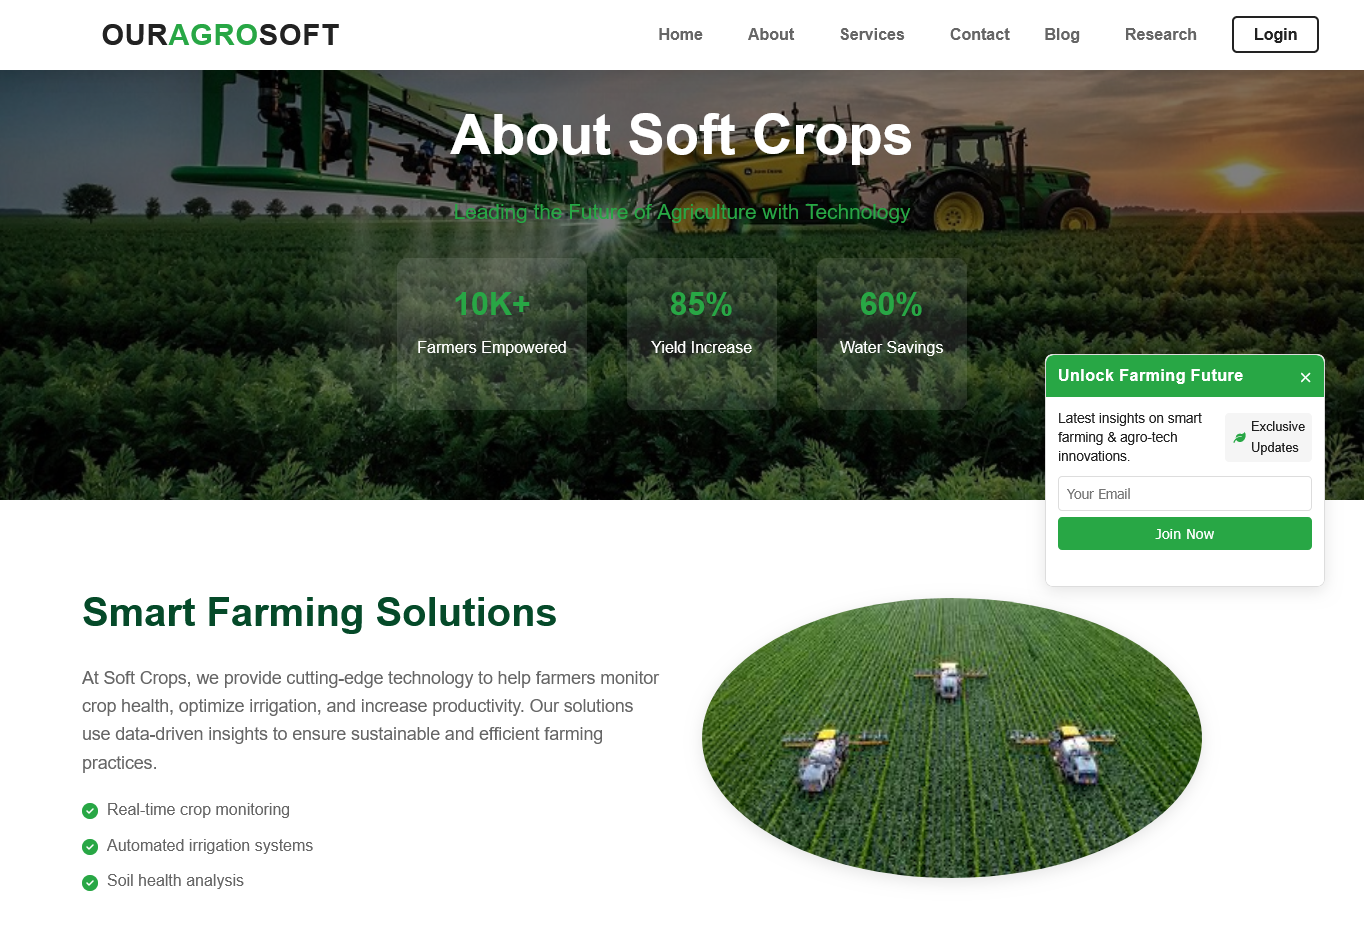 OURAGROSOFT
Home About Services Contact Blog Research Login
About Soft Crops
Leading the Future of Agriculture with Technology
10K+ 85% 60%
Farmers Empowered Yield Increase Water Savings
Unlock Farming Future ×
Latest insights on smart
farming & agro-tech
innovations.
Exclusive
Updates
Your Email
Join Now
Smart Farming Solutions
At Soft Crops, we provide cutting-edge technology to help farmers monitor
crop health, optimize irrigation, and increase productivity. Our solutions
use data-driven insights to ensure sustainable and efficient farming
practices.
Real-time crop monitoring
Automated irrigation systems
Soil health analysis